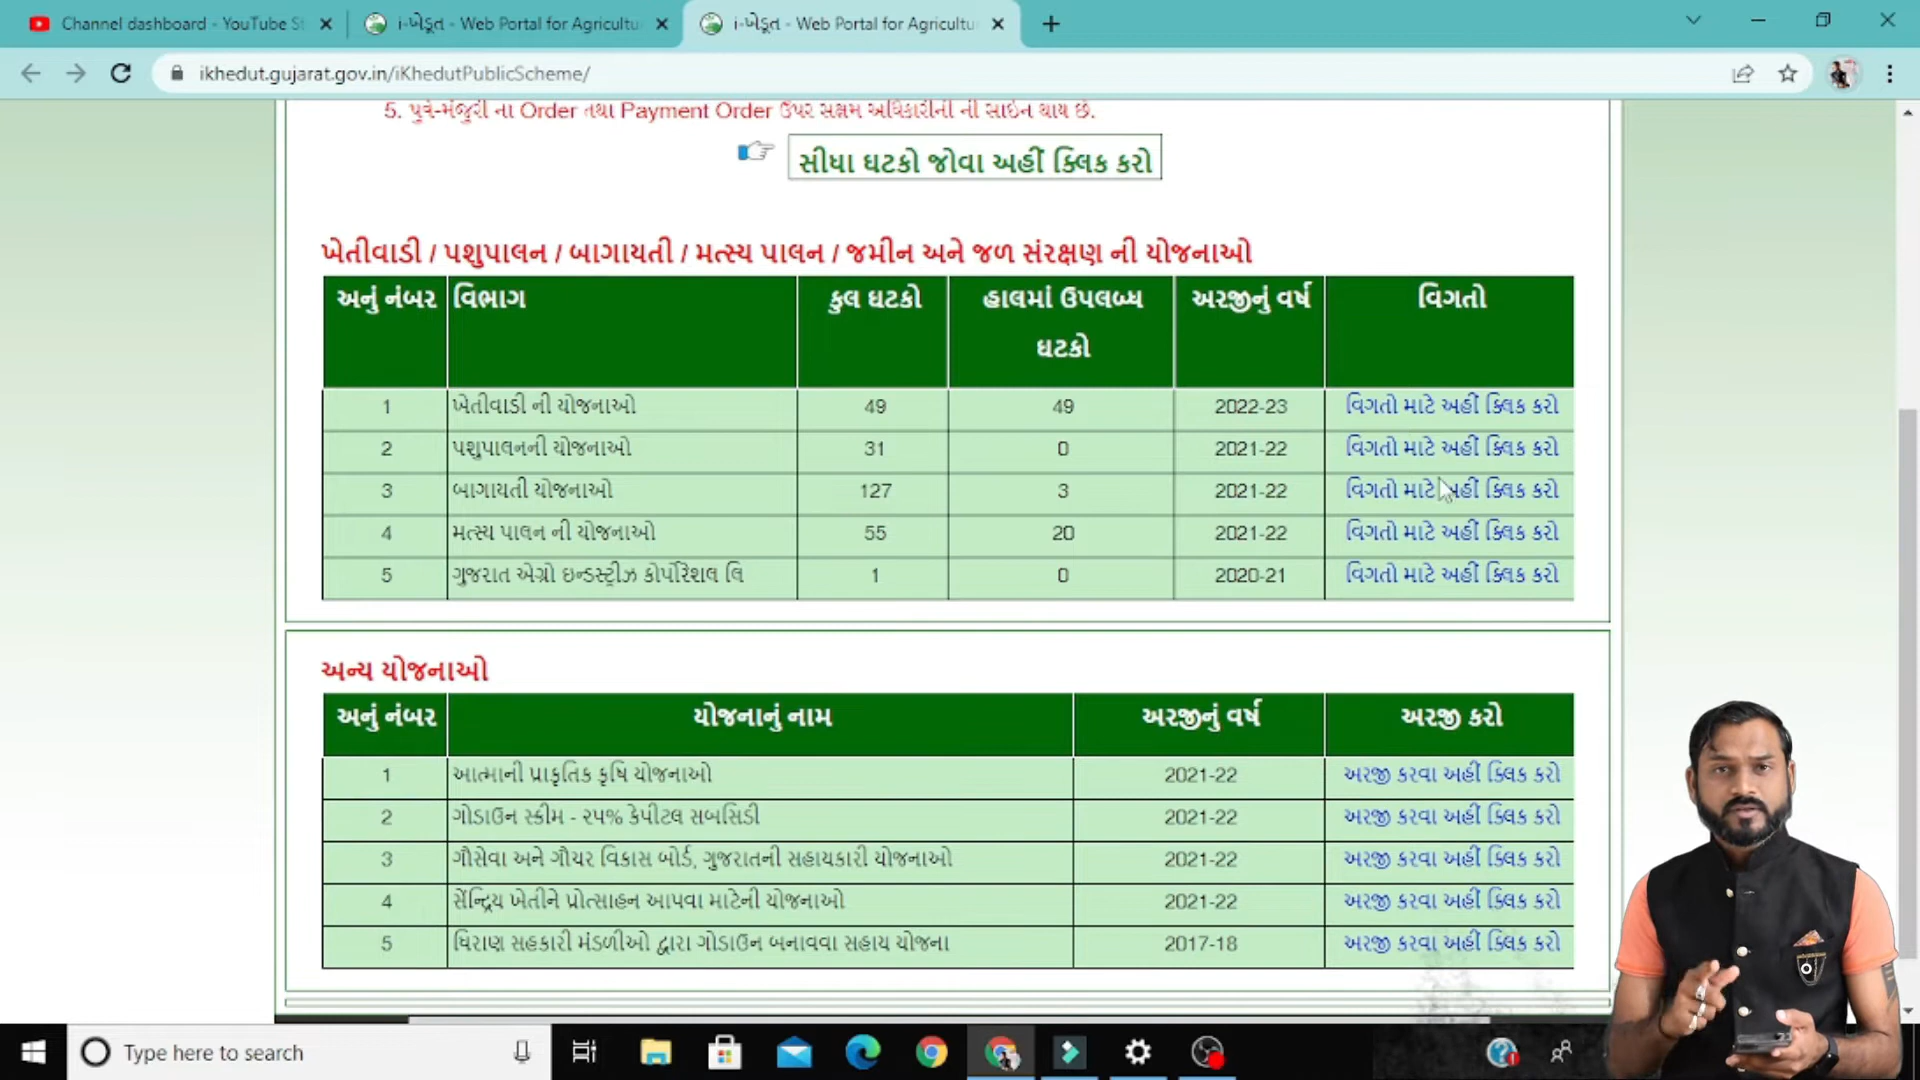 Channel dashboard - YouTube St
i-ખેડૂત - Web Portal for Agricultu
i-ખેડૂત - Web Portal for Agricultu
ikhedut.gujarat.gov.in/iKhedutPublicScheme/
5. પુર્વ-મંજુરી ના Order તથા Payment Order ઉપર સક્ષમ અધિકારીની ની સાઇન થાય છે.
સીધા ઘટકો જોવા અહીં ક્લિક કરો
ખેતીવાડી / પશુપાલન / બાગાયતી / મત્સ્ય પાલન / જમીન અને જળ સંરક્ષણ ની યોજનાઓ
અનું નંબર વિભાગ કુલ ઘટકો હાલમાં ઉપલબ્ધ ઘટકો અરજીનું વર્ષ વિગતો
1 ખેતીવાડી ની યોજનાઓ 49 49 2022-23 વિગતો માટે અહીં ક્લિક કરો
2 પશુપાલનની યોજનાઓ 31 0 2021-22 વિગતો માટે અહીં ક્લિક કરો
3 બાગાયતી યોજનાઓ 127 3 2021-22 વિગતો માટે અહીં ક્લિક કરો
4 મત્સ્ય પાલન ની યોજનાઓ 55 20 2021-22 વિગતો માટે અહીં ક્લિક કરો
5 ગુજરાત એગ્રો ઇન્ડસ્ટ્રીઝ કોર્પોરેશલ લિ 1 0 2020-21 વિગતો માટે અહીં ક્લિક કરો
અન્ય યોજનાઓ
અનું નંબર યોજનાનું નામ અરજીનું વર્ષ અરજી કરો
1 આત્માની પ્રાકૃતિક કૃષિ યોજનાઓ 2021-22 અરજી કરવા અહીં ક્લિક કરો
2 ગોડાઉન સ્કીમ - ૨૫% કેપીટલ સબસિડી 2021-22 અરજી કરવા અહીં ક્લિક કરો
3 ગૌસેવા અને ગૌચર વિકાસ બોર્ડ, ગુજરાતની સહાયકારી યોજનાઓ 2021-22 અરજી કરવા અહીં ક્લિક કરો
4 સેંન્દ્રિય ખેતીને પ્રોત્સાહન આપવા માટેની યોજનાઓ 2021-22 અરજી કરવા અહીં ક્લિક કરો
5 ધિરાણ સહકારી મંડળીઓ દ્વારા ગોડાઉન બનાવવા સહાય યોજના 2017-18 અરજી કરવા અહીં ક્લિક કરો
Type here to search